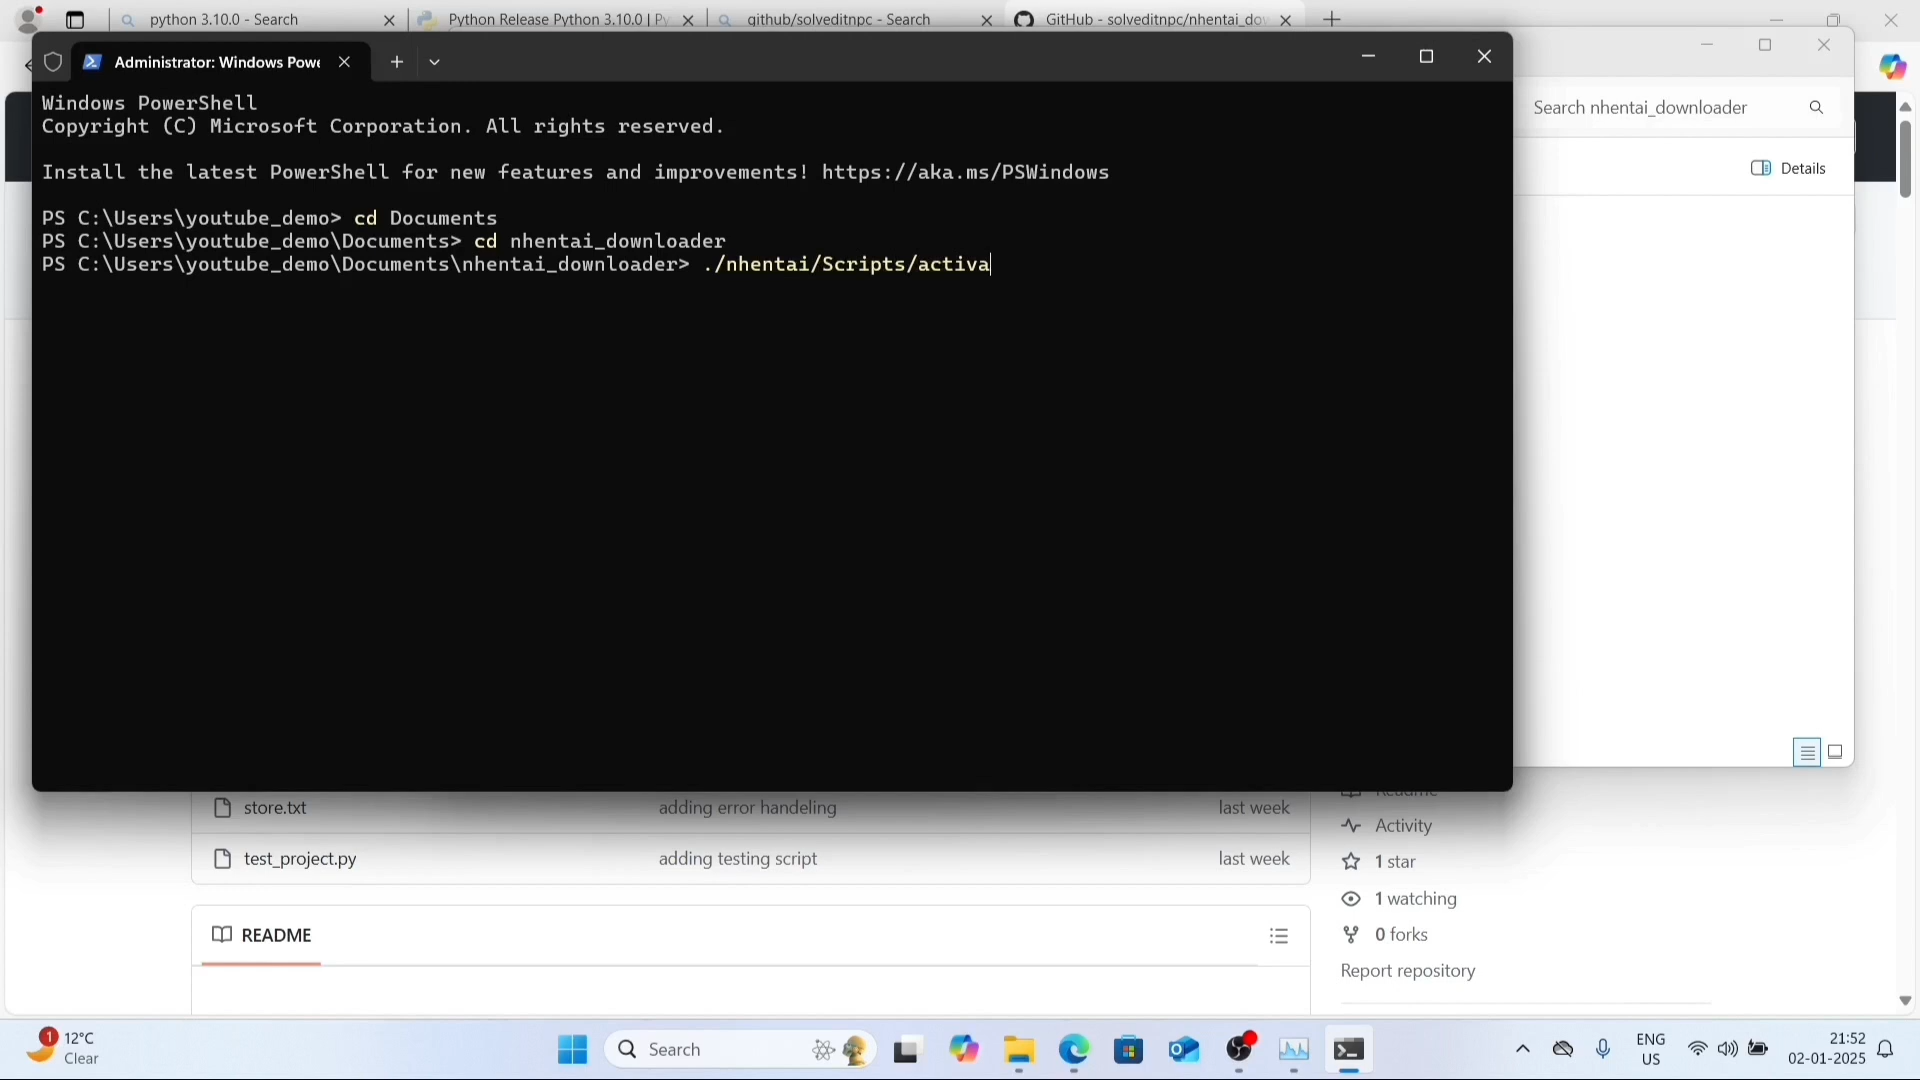 python 3.10.0 - Search
Python Release Python 3.10.0 | Py
github/solveditnpc - Search
GitHub - solveditnpc/nhentai_do
Administrator: Windows Powe
Windows PowerShell
Copyright (C) Microsoft Corporation. All rights reserved.
Install the latest PowerShell for new features and improvements! https://aka.ms/PSWindows
PS C:\Users\youtube_demo> cd Documents
PS C:\Users\youtube_demo\Documents> cd nhentai_downloader
PS C:\Users\youtube_demo\Documents\nhentai_downloader> ./nhentai/Scripts/activa
Search nhentai_downloader
Details
store.txt adding error handeling last week
test_project.py adding testing script last week
README
Readme
Activity
1 star
1 watching
0 forks
Report repository
1
12°C
Clear
Search
ENG
US
21:52
02-01-2025